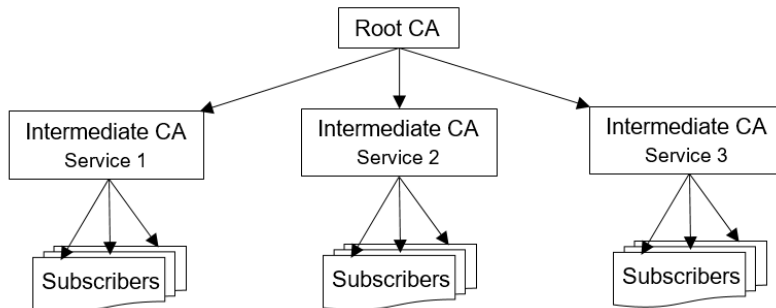 Root CA
Intermediate CA
Service 1
Intermediate CA
Service 2
Intermediate CA
Service 3
Subscribers
Subscribers
Subscribers